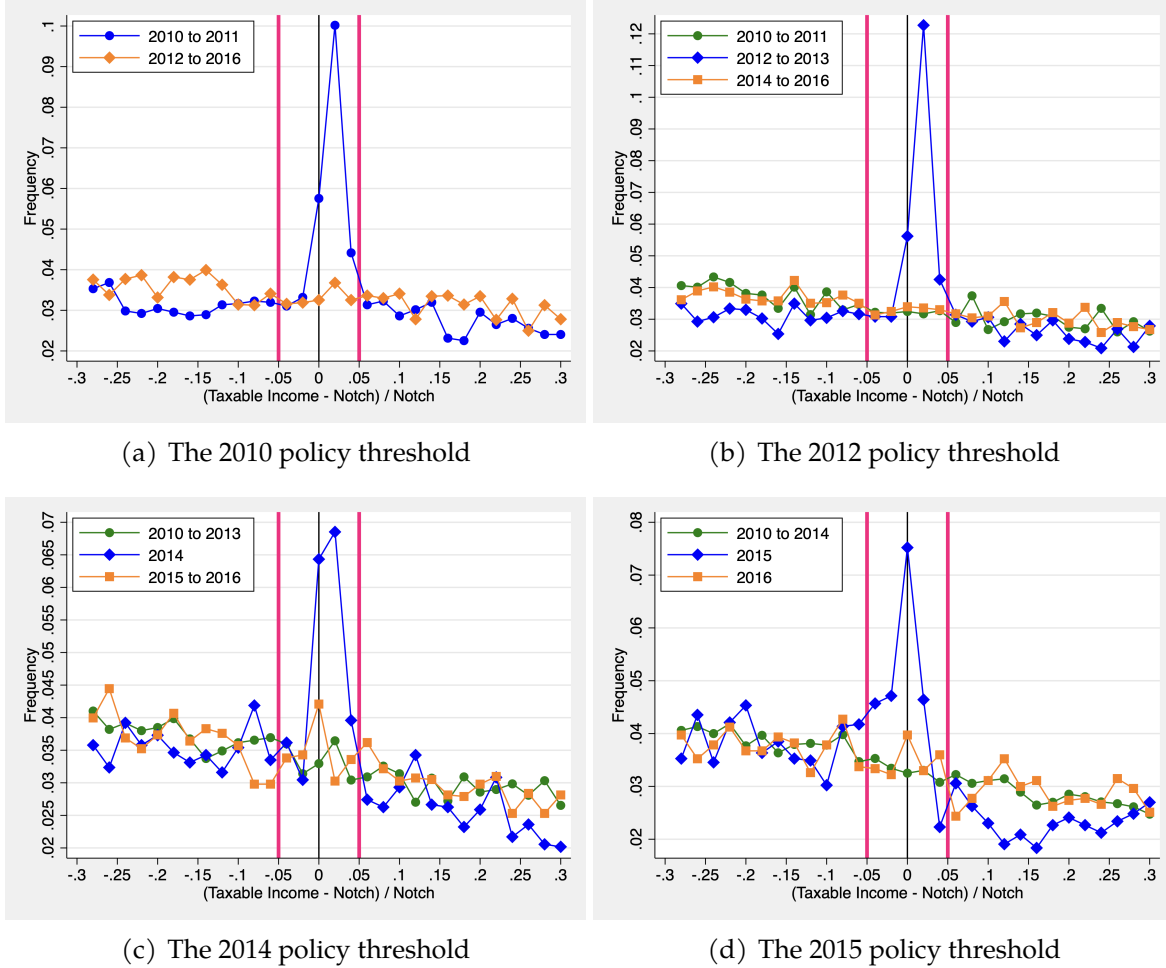 2010 to 2011
2012 to 2016
Frequency
.1
.09
.08
.07
.06
.05
.04
.03
.02
-.3 -.25 -.2 -.15 -.1 -.05 0 .05 .1 .15 .2 .25 .3
(Taxable Income - Notch) / Notch
(a) The 2010 policy threshold
2010 to 2011
2012 to 2013
2014 to 2016
Frequency
.12
.11
.1
.09
.08
.07
.06
.05
.04
.03
.02
-.3 -.25 -.2 -.15 -.1 -.05 0 .05 .1 .15 .2 .25 .3
(Taxable Income - Notch) / Notch
(b) The 2012 policy threshold
2010 to 2013
2014
2015 to 2016
Frequency
.07
.065
.06
.055
.05
.045
.04
.035
.03
.025
.02
-.3 -.25 -.2 -.15 -.1 -.05 0 .05 .1 .15 .2 .25 .3
(Taxable Income - Notch) / Notch
(c) The 2014 policy threshold
2010 to 2014
2015
2016
Frequency
.08
.07
.06
.05
.04
.03
.02
-.3 -.25 -.2 -.15 -.1 -.05 0 .05 .1 .15 .2 .25 .3
(Taxable Income - Notch) / Notch
(d) The 2015 policy threshold